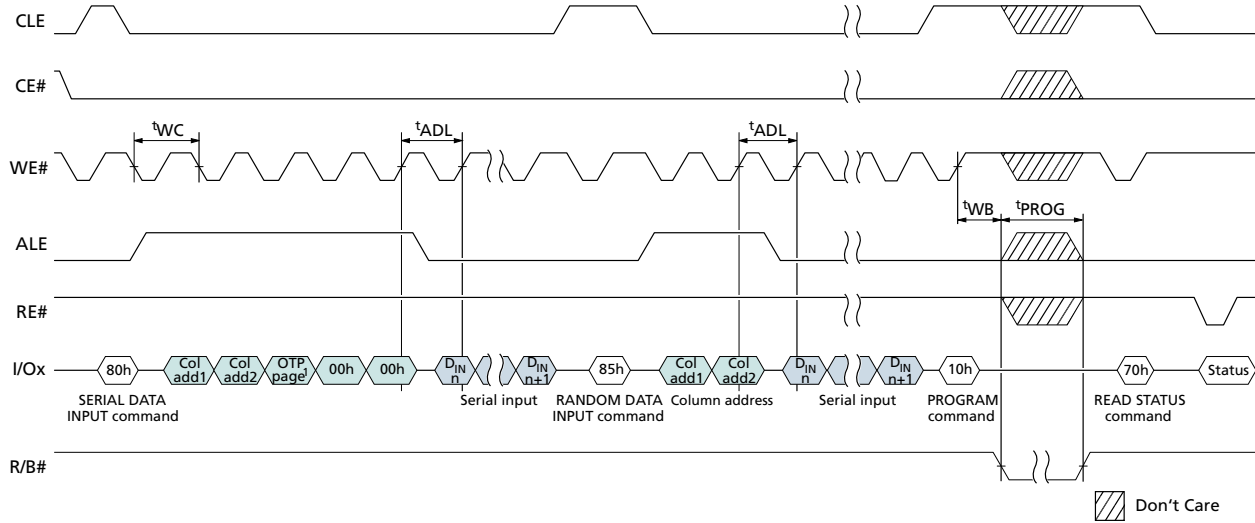 CLE
CE#
tWC
tADL
tADL
WE#
tWB
tPROG
ALE
RE#
I/Ox
80h
Col add1
Col add2
OTP page1
00h
00h
DIN n
DIN n+1
85h
Col add1
Col add2
DIN n
DIN n+1
10h
70h
Status
SERIAL DATA INPUT command
Serial input
RANDOM DATA INPUT command
Column address
Serial input
PROGRAM command
READ STATUS command
R/B#
Don't Care